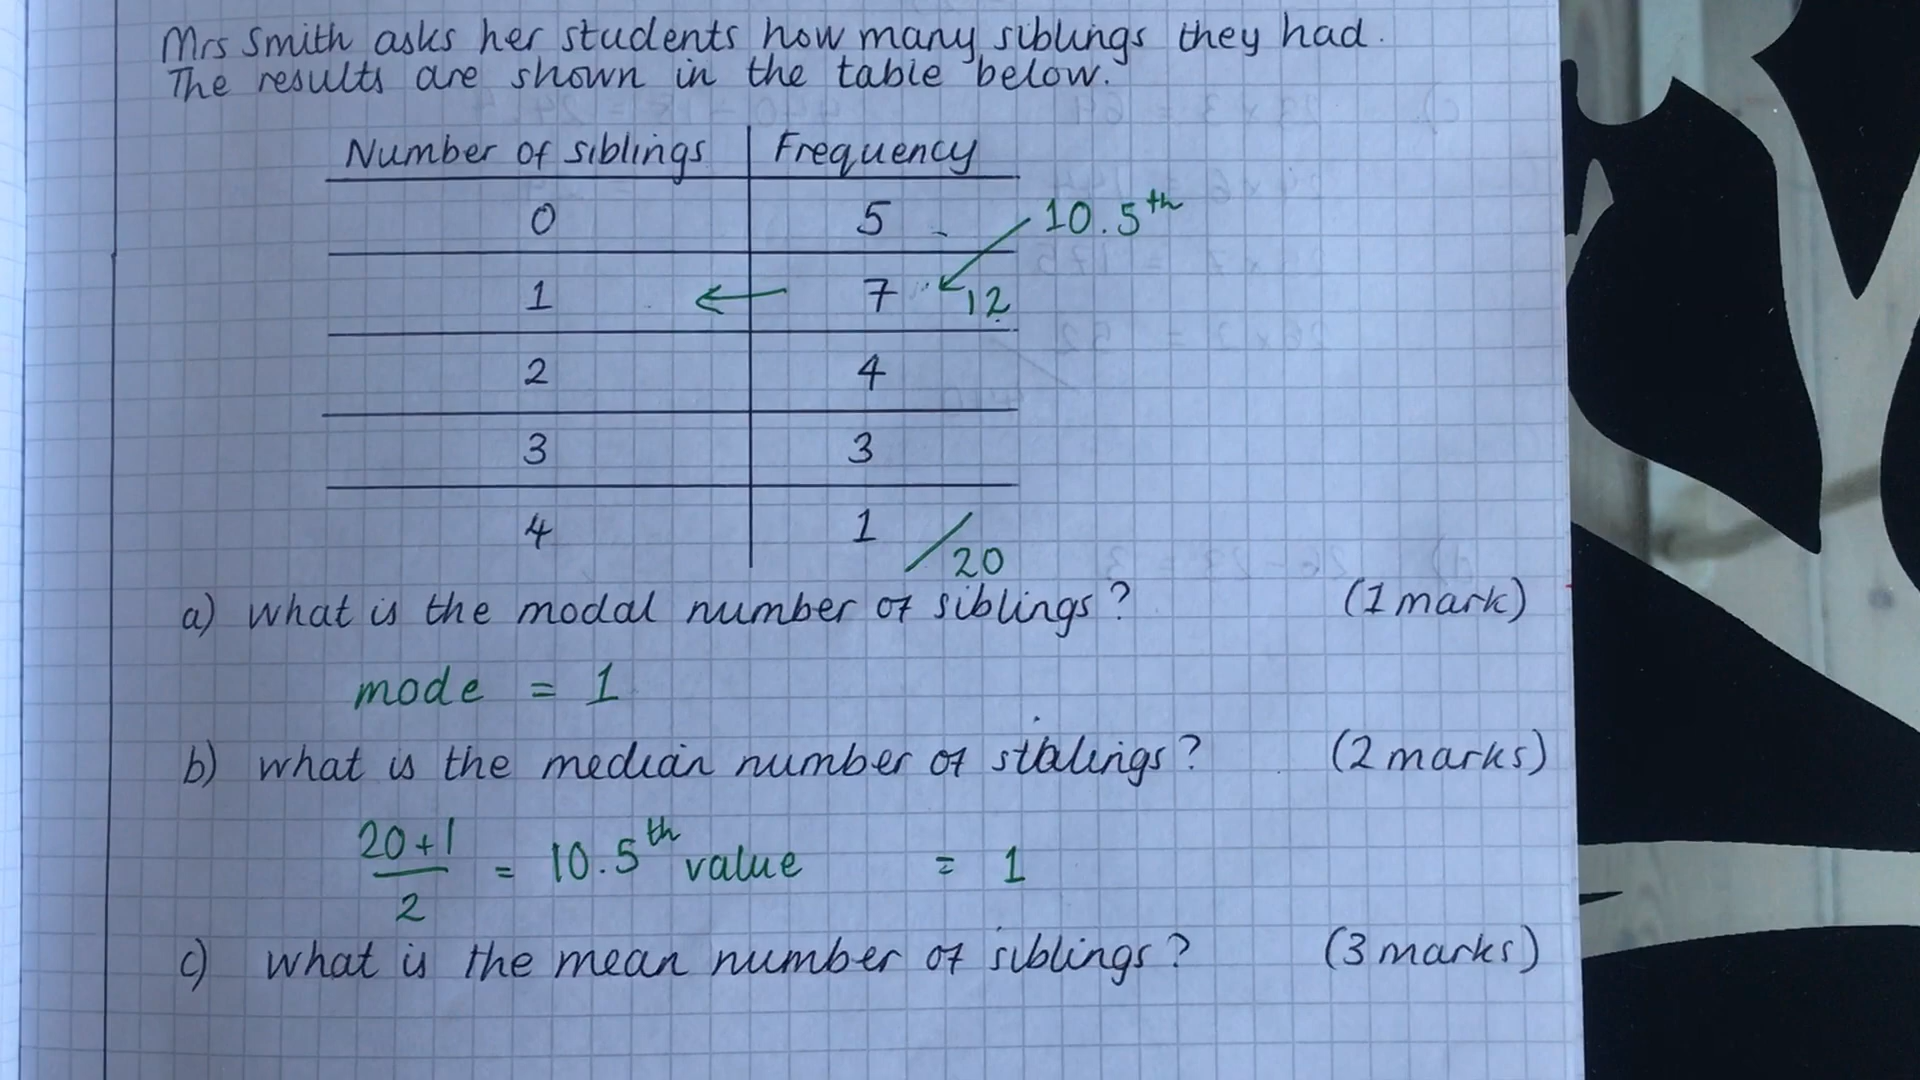 Mrs Smith asks her students how many siblings they had.
The results are shown in the table below.
Number of siblings Frequency
0 5 10.5th
1 7 12
2 4
3 3
4 1 20
a) what is the modal number of siblings? (1 mark)
mode = 1
b) what is the median number of siblings? (2 marks)
20+1
2
= 10.5th value = 1
c) what is the mean number of siblings? (3 marks)